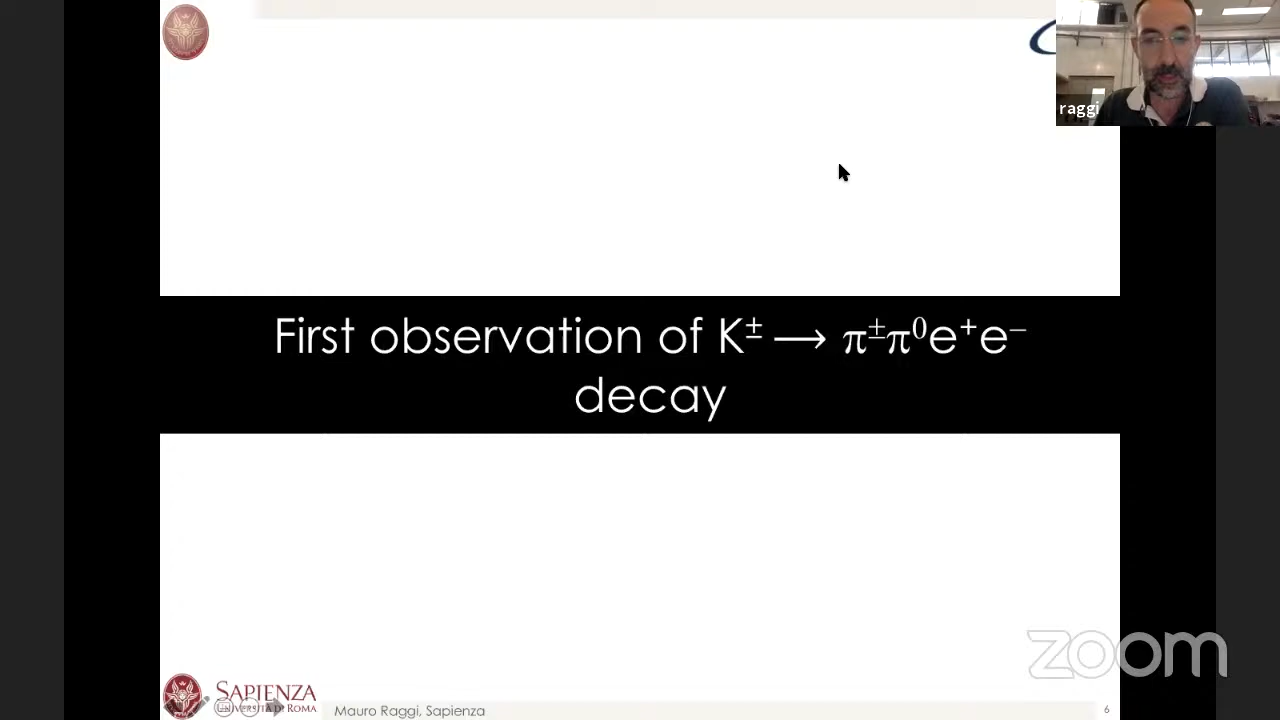 raggi
First observation of K± ⟶ π±π⁰e⁺e⁻
decay
zoom
SAPIENZA
UNIVERSITÀ DI ROMA
Mauro Raggi, Sapienza
6